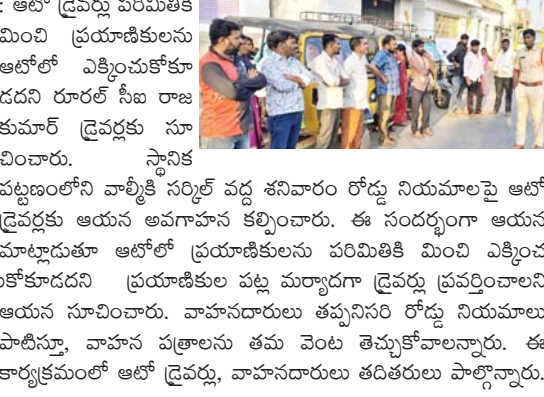 : ఆటో డ్రైవర్లు పరిమితికి
మించి ప్రయాణికులను
ఆటోలో ఎక్కించుకోకూ
డదని రూరల్ సీఐ రాజ
కుమార్ డ్రైవర్లకు సూ
చించారు. స్థానిక
పట్టణంలోని వాల్మీకి సర్కిల్ వద్ద శనివారం రోడ్డు నియమాలపై ఆటో
డ్రైవర్లకు ఆయన అవగాహన కల్పించారు. ఈ సందర్భంగా ఆయన
మాట్లాడుతూ ఆటోలో ప్రయాణికులను పరిమితికి మించి ఎక్కించు
కోకూడదని ప్రయాణికుల పట్ల మర్యాదగా డ్రైవర్లు ప్రవర్తించాలని
ఆయన సూచించారు. వాహనదారులు తప్పనిసరి రోడ్డు నియమాలు
పాటిస్తూ, వాహన పత్రాలను తమ వెంట తెచ్చుకోవాలన్నారు. ఈ
కార్యక్రమంలో ఆటో డ్రైవర్లు, వాహనదారులు తదితరులు పాల్గొన్నారు.